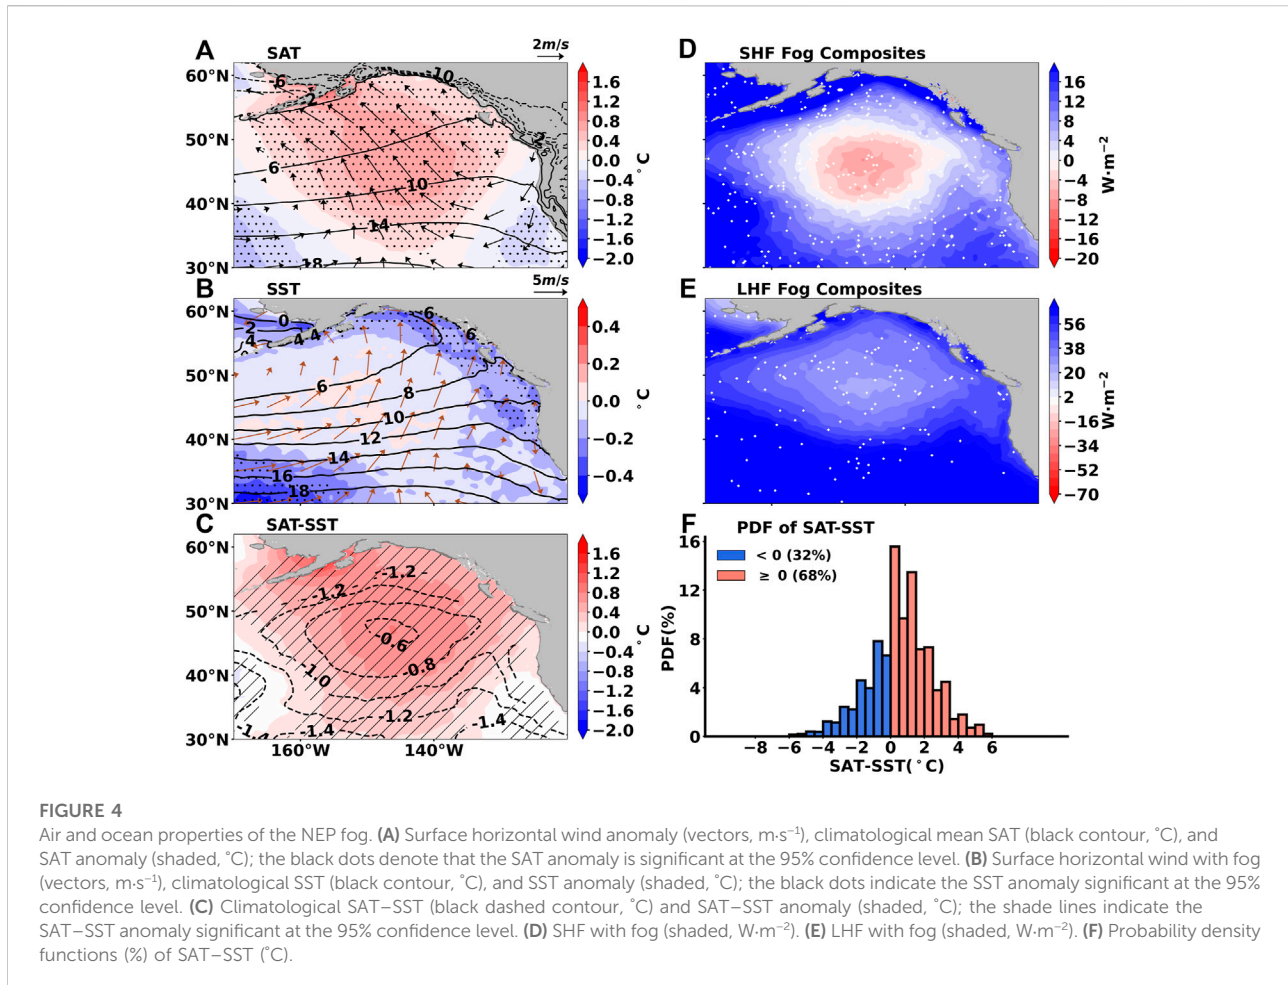 A
SAT
2m/s
60°N
50°N
40°N
30°N
-6
2
-10
2
6
10
14
18
1.6
1.2
0.8
0.4
0.0
−0.4
−0.8
−1.2
−1.6
−2.0
°C
B
SST
5m/s
60°N
50°N
40°N
30°N
0
2
4
4
4
6
6
6
8
10
12
14
16
18
0.4
0.2
0.0
−0.2
−0.4
°C
C
SAT-SST
60°N
50°N
40°N
30°N
160°W
140°W
-1.2
-1.2
-0.6
-0.8
-1.0
-1.2
-1.4
-1.4
1.6
1.2
0.8
0.4
0.0
−0.4
−0.8
−1.2
−1.6
−2.0
°C
D
SHF Fog Composites
16
12
8
4
0
−4
−8
−12
−16
−20
W·m⁻²
E
LHF Fog Composites
56
38
20
2
−16
−34
−52
−70
W·m⁻²
F
PDF of SAT-SST
< 0 (32%)
≥ 0 (68%)
PDF(%)
16
12
8
4
0
−8 −6 −4 −2 0 2 4 6
SAT-SST(°C)
FIGURE 4
Air and ocean properties of the NEP fog. (A) Surface horizontal wind anomaly (vectors, m·s⁻¹), climatological mean SAT (black contour, °C), and
SAT anomaly (shaded, °C); the black dots denote that the SAT anomaly is significant at the 95% confidence level. (B) Surface horizontal wind with fog
(vectors, m·s⁻¹), climatological SST (black contour, °C), and SST anomaly (shaded, °C); the black dots indicate the SST anomaly significant at the 95%
confidence level. (C) Climatological SAT−SST (black dashed contour, °C) and SAT−SST anomaly (shaded, °C); the shade lines indicate the
SAT−SST anomaly significant at the 95% confidence level. (D) SHF with fog (shaded, W·m⁻²). (E) LHF with fog (shaded, W·m⁻²). (F) Probability density
functions (%) of SAT−SST (°C).